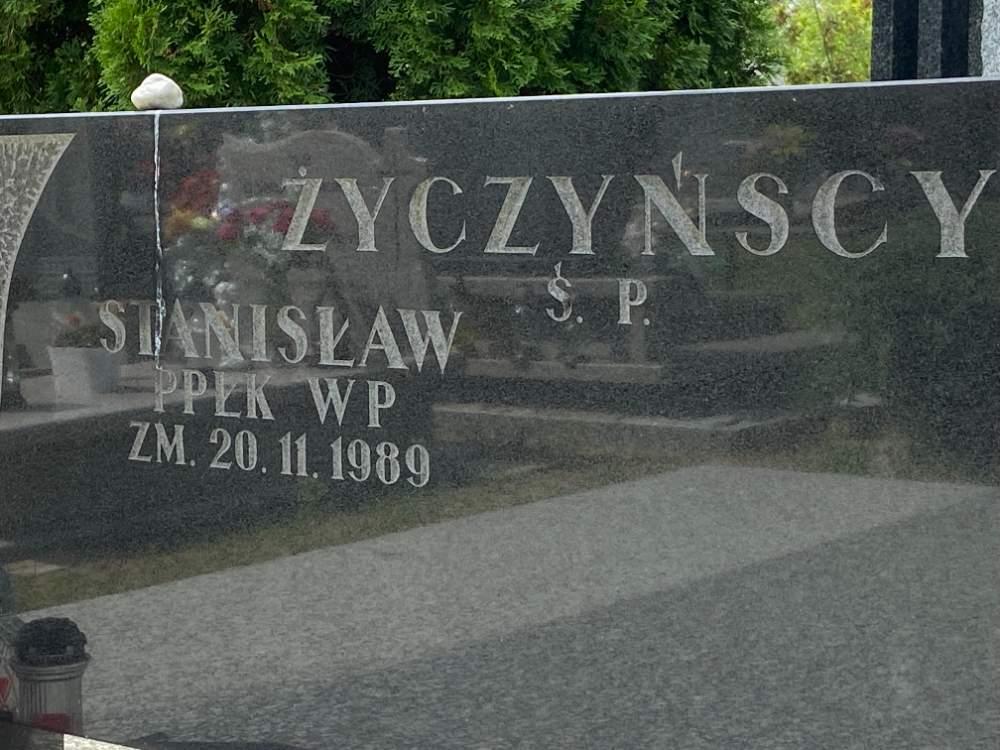 ŻYCZYŃSCY
Ś. P.
STANISŁAW
PPŁK WP
ZM. 20. 11. 1989